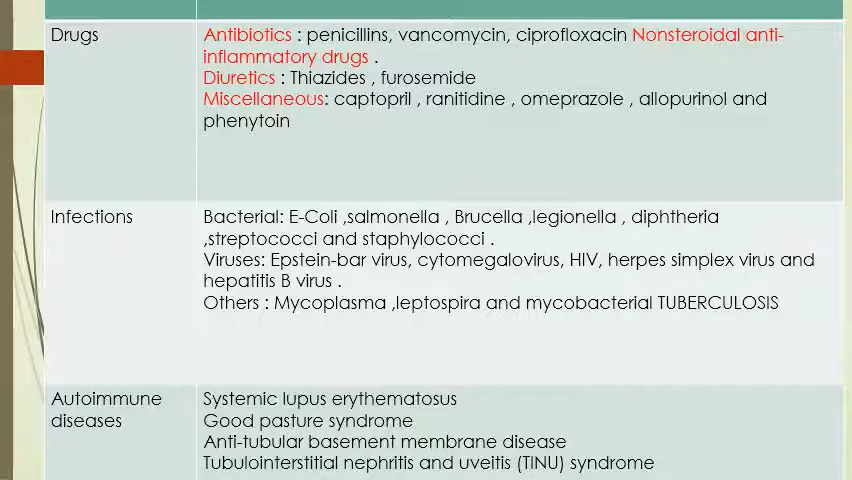 Drugs
Antibiotics : penicillins, vancomycin, ciprofloxacin Nonsteroidal anti-
inflammatory drugs .
Diuretics : Thiazides , furosemide
Miscellaneous: captopril , ranitidine , omeprazole , allopurinol and
phenytoin
Infections
Bacterial: E-Coli ,salmonella , Brucella ,legionella , diphtheria
,streptococci and staphylococci .
Viruses: Epstein-bar virus, cytomegalovirus, HIV, herpes simplex virus and
hepatitis B virus .
Others : Mycoplasma ,leptospira and mycobacterial TUBERCULOSIS
Autoimmune
diseases
Systemic lupus erythematosus
Good pasture syndrome
Anti-tubular basement membrane disease
Tubulointerstitial nephritis and uveitis (TINU) syndrome